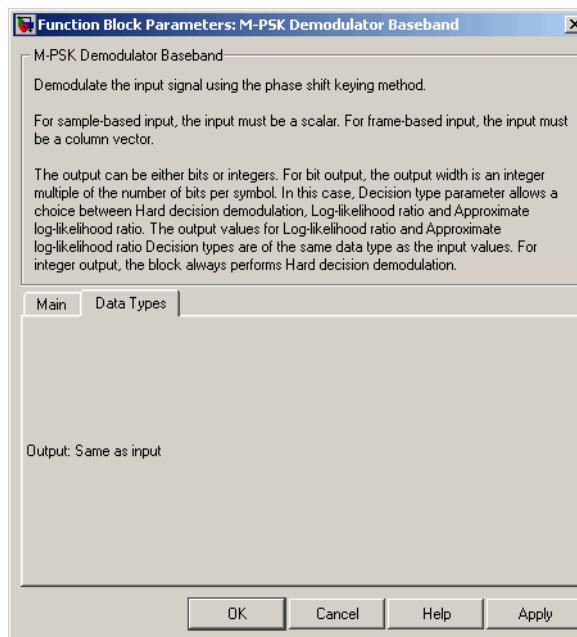 Function Block Parameters: M-PSK Demodulator Baseband
M-PSK Demodulator Baseband
Demodulate the input signal using the phase shift keying method.
For sample-based input, the input must be a scalar. For frame-based input, the input must
be a column vector.
The output can be either bits or integers. For bit output, the output width is an integer
multiple of the number of bits per symbol. In this case, Decision type parameter allows a
choice between Hard decision demodulation, Log-likelihood ratio and Approximate
log-likelihood ratio. The output values for Log-likelihood ratio and Approximate
log-likelihood ratio Decision types are of the same data type as the input values. For
integer output, the block always performs Hard decision demodulation.
Main Data Types
Output: Same as input
OK Cancel Help Apply